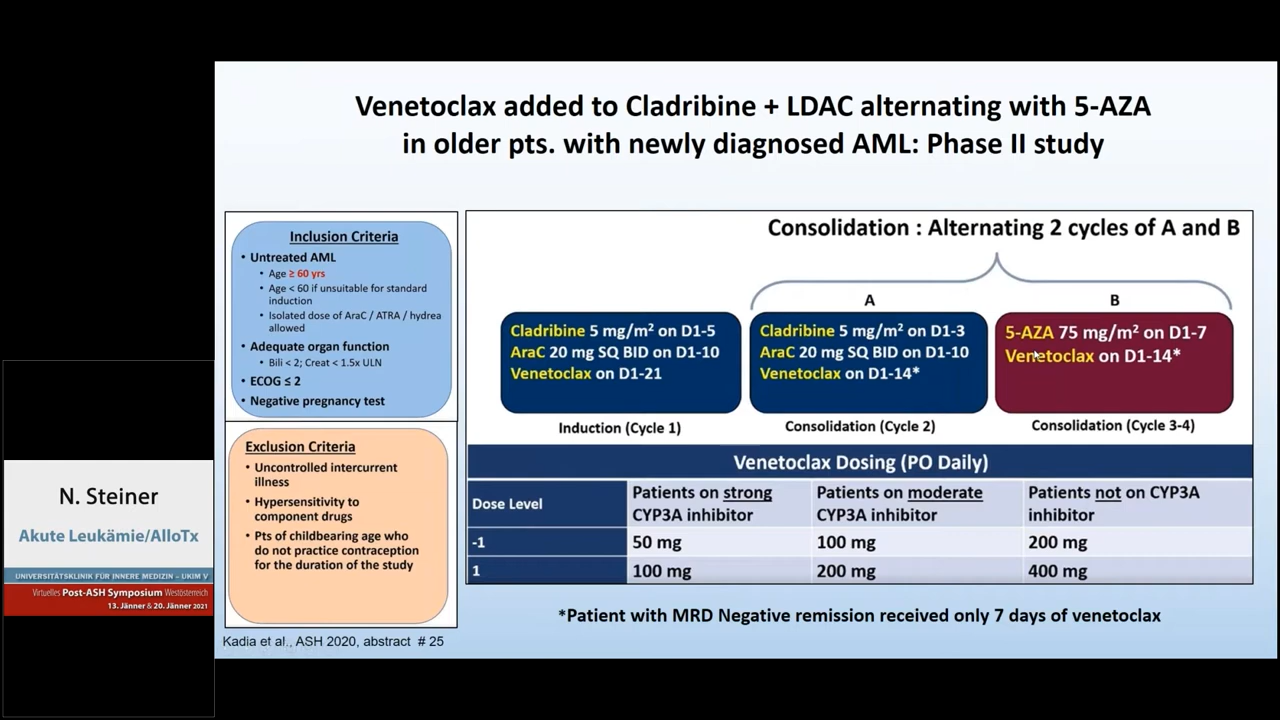 Venetoclax added to Cladribine + LDAC alternating with 5-AZA
in older pts. with newly diagnosed AML: Phase II study
Inclusion Criteria
• Untreated AML
• Age ≥ 60 yrs
• Age < 60 if unsuitable for standard
induction
• Isolated dose of AraC / ATRA / hydrea
allowed
• Adequate organ function
• Bili < 2; Creat < 1.5x ULN
• ECOG ≤ 2
• Negative pregnancy test
Exclusion Criteria
• Uncontrolled intercurrent
illness
• Hypersensitivity to
component drugs
• Pts of childbearing age who
do not practice contraception
for the duration of the study
Kadia et al., ASH 2020, abstract # 25
Consolidation : Alternating 2 cycles of A and B
A
B
Cladribine 5 mg/m² on D1-5
AraC 20 mg SQ BID on D1-10
Venetoclax on D1-21
Induction (Cycle 1)
Cladribine 5 mg/m² on D1-3
AraC 20 mg SQ BID on D1-10
Venetoclax on D1-14*
Consolidation (Cycle 2)
5-AZA 75 mg/m² on D1-7
Venetoclax on D1-14*
Consolidation (Cycle 3-4)
Venetoclax Dosing (PO Daily)
Dose Level
Patients on strong
CYP3A inhibitor
Patients on moderate
CYP3A inhibitor
Patients not on CYP3A
inhibitor
-1 50 mg 100 mg 200 mg
1 100 mg 200 mg 400 mg
*Patient with MRD Negative remission received only 7 days of venetoclax
N. Steiner
Akute Leukämie/AlloTx
UNIVERSITÄTSKLINIK FÜR INNERE MEDIZIN – UKIM V
Virtuelles Post-ASH Symposium Westösterreich
13. Jänner & 20. Jänner 2021